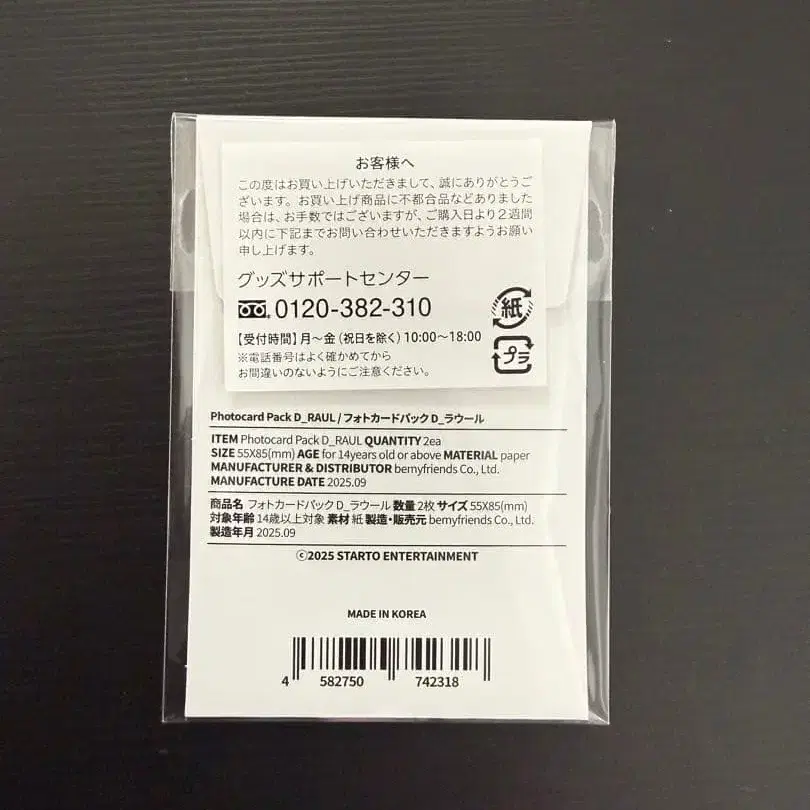 お客様へ
この度はお買い上げいただきまして、誠にありがとうご
ざいます。お買い上げ商品に不都合品などありました
場合は、お手数ではございますが、ご購入日より2週間
以内に下記までお問い合わせいただきますようお願い
申し上げます。
グッズサポートセンター
0120-382-310
【受付時間】月～金（祝日を除く）10:00～18:00
※電話番号はよく確かめてから
お間違いのないようにご注意ください。
紙
プラ
Photocard Pack D_RAUL / フォトカードパック D_ラウール
ITEM Photocard Pack D_RAUL QUANTITY 2ea
SIZE 55X85(mm) AGE for 14years old or above MATERIAL paper
MANUFACTURER & DISTRIBUTOR bemyfriends Co., Ltd.
MANUFACTURE DATE 2025.09
商品名 フォトカードパック D_ラウール 数量 2枚 サイズ 55X85(mm)
対象年齢 14歳以上対象 素材 紙 製造・販売元 bemyfriends Co., Ltd.
製造年月 2025.09
ⓒ2025 STARTO ENTERTAINMENT
MADE IN KOREA
4 582750 742318